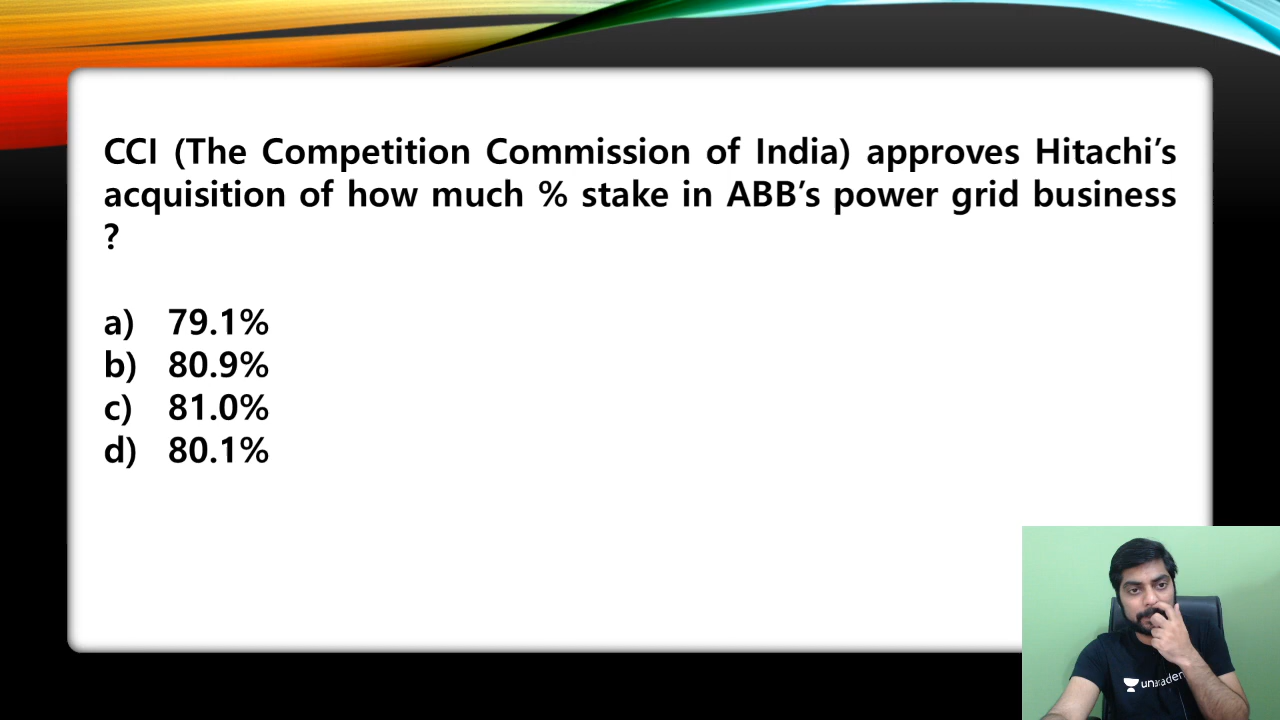 CCI (The Competition Commission of India) approves Hitachi’s
acquisition of how much % stake in ABB’s power grid business
?
a) 79.1%
b) 80.9%
c) 81.0%
d) 80.1%